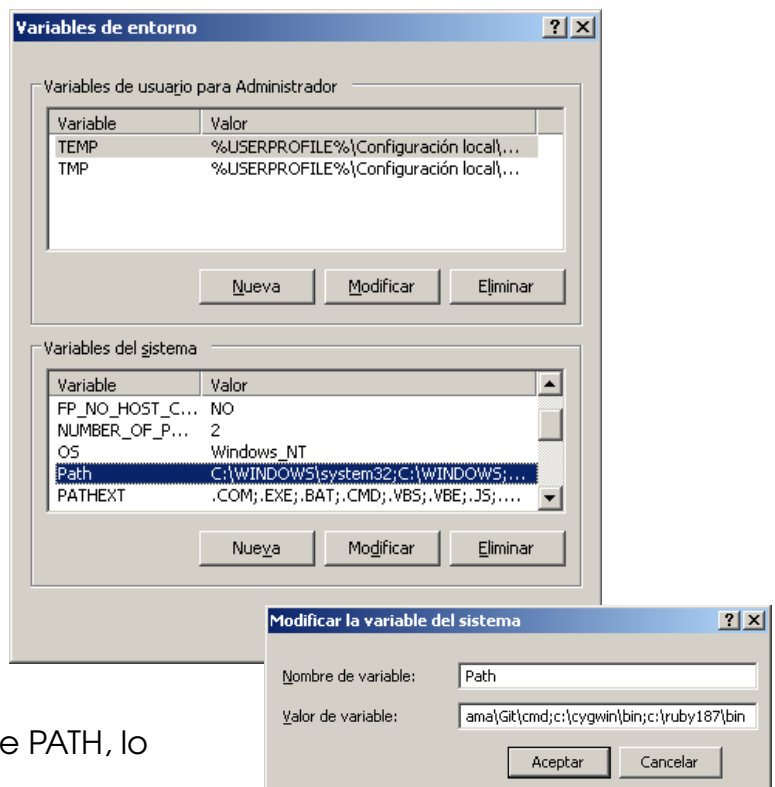 Variables de entorno
Variables de usuario para Administrador
Variable Valor
TEMP %USERPROFILE%\Configuración local\...
TMP %USERPROFILE%\Configuración local\...
Nueva Modificar Eliminar
Variables del sistema
Variable Valor
FP_NO_HOST_C... NO
NUMBER_OF_P... 2
OS Windows_NT
Path C:\WINDOWS\system32;C:\WINDOWS;...
PATHEXT .COM;.EXE;.BAT;.CMD;.VBS;.VBE;.JS;....
Nueva Modificar Eliminar
Modificar la variable del sistema
Nombre de variable: Path
Valor de variable: ama\Git\cmd;c:\cygwin\bin;c:\ruby187\bin
Aceptar Cancelar
e PATH, lo